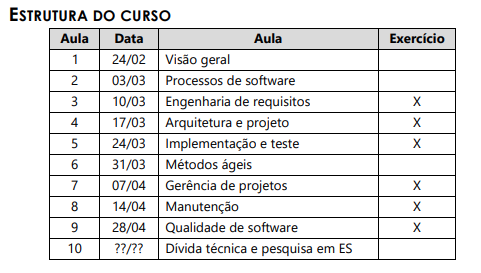 ESTRUTURA DO CURSO
Aula Data Aula Exercício
1 24/02 Visão geral
2 03/03 Processos de software
3 10/03 Engenharia de requisitos X
4 17/03 Arquitetura e projeto X
5 24/03 Implementação e teste X
6 31/03 Métodos ágeis
7 07/04 Gerência de projetos X
8 14/04 Manutenção X
9 28/04 Qualidade de software X
10 ??/?? Dívida técnica e pesquisa em ES